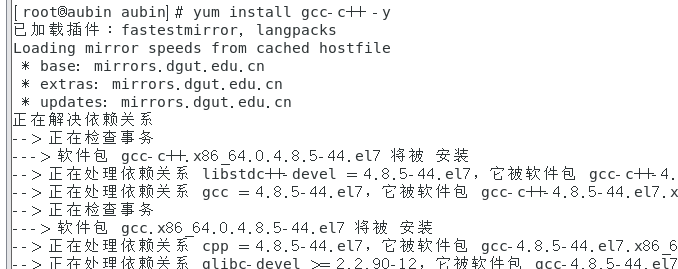 [root@aubin aubin]# yum install gcc-c++ -y
已加载插件：fastestmirror, langpacks
Loading mirror speeds from cached hostfile
 * base: mirrors.dgut.edu.cn
 * extras: mirrors.dgut.edu.cn
 * updates: mirrors.dgut.edu.cn
正在解决依赖关系
--> 正在检查事务
---> 软件包 gcc-c++.x86_64.0.4.8.5-44.el7 将被 安装
--> 正在处理依赖关系 libstdc++-devel = 4.8.5-44.el7，它被软件包 gcc-c++-4.
--> 正在处理依赖关系 gcc = 4.8.5-44.el7，它被软件包 gcc-c++-4.8.5-44.el7.x
--> 正在检查事务
---> 软件包 gcc.x86_64.0.4.8.5-44.el7 将被 安装
--> 正在处理依赖关系 cpp = 4.8.5-44.el7，它被软件包 gcc-4.8.5-44.el7.x86_6
--> 正在处理依赖关系 glibc-devel >= 2.2.90-12，它被软件包 gcc-4.8.5-44.el7